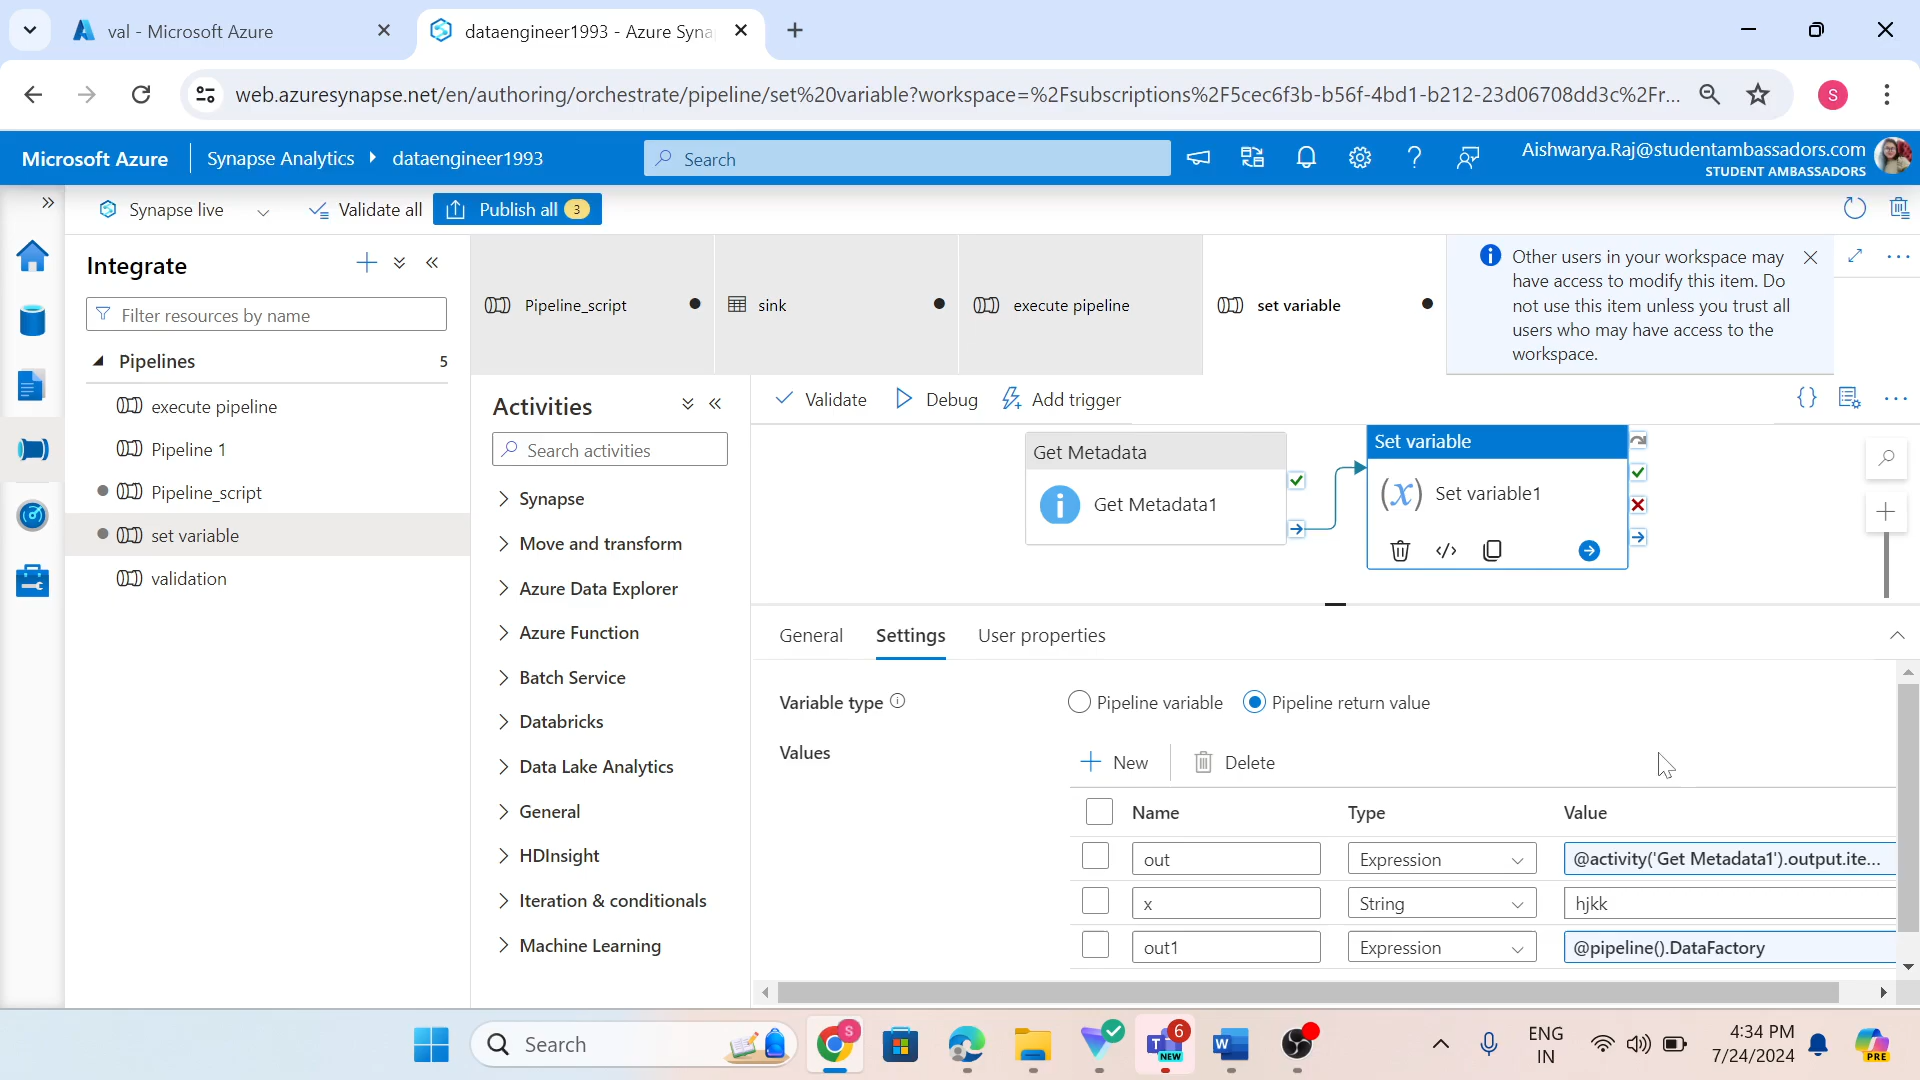 val - Microsoft Azure
dataengineer1993 - Azure Syna
web.azuresynapse.net/en/authoring/orchestrate/pipeline/set%20variable?workspace=%2Fsubscriptions%2F5cec6f3b-b56f-4bd1-b212-23d06708dd3c%2Fr...
S
Microsoft Azure
Synapse Analytics
dataengineer1993
Search
Aishwarya.Raj@studentambassadors.com
STUDENT AMBASSADORS
Synapse live
Validate all
Publish all 3
Integrate
Filter resources by name
Pipelines 5
execute pipeline
Pipeline 1
Pipeline_script
set variable
validation
Pipeline_script
sink
execute pipeline
set variable
Other users in your workspace may
have access to modify this item. Do
not use this item unless you trust all
users who may have access to the
workspace.
Activities
Search activities
Synapse
Move and transform
Azure Data Explorer
Azure Function
Batch Service
Databricks
Data Lake Analytics
General
HDInsight
Iteration & conditionals
Machine Learning
Validate
Debug
Add trigger
Get Metadata
Get Metadata1
Set variable
(x) Set variable1
General
Settings
User properties
Variable type
Pipeline variable
Pipeline return value
Values
New
Delete
Name Type Value
out Expression @activity('Get Metadata1').output.ite...
x String hjkk
out1 Expression @pipeline().DataFactory
Search
S
6
NEW
ENG
IN
4:34 PM
7/24/2024
PRE